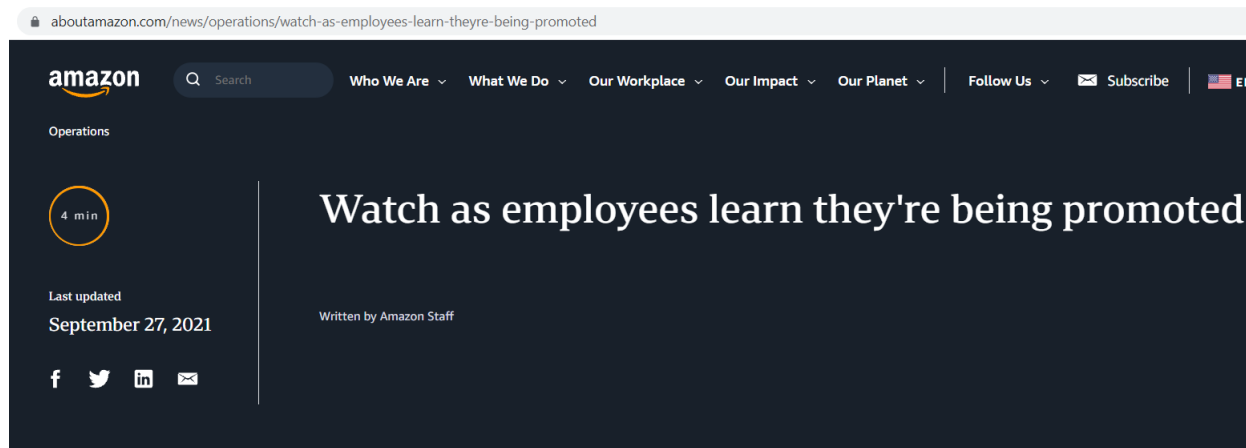 aboutamazon.com/news/operations/watch-as-employees-learn-theyre-being-promoted
amazon Search Who We Are What We Do Our Workplace Our Impact Our Planet Follow Us Subscribe
Operations
4 min
Watch as employees learn they're being promoted
Last updated
September 27, 2021
Written by Amazon Staff
f in